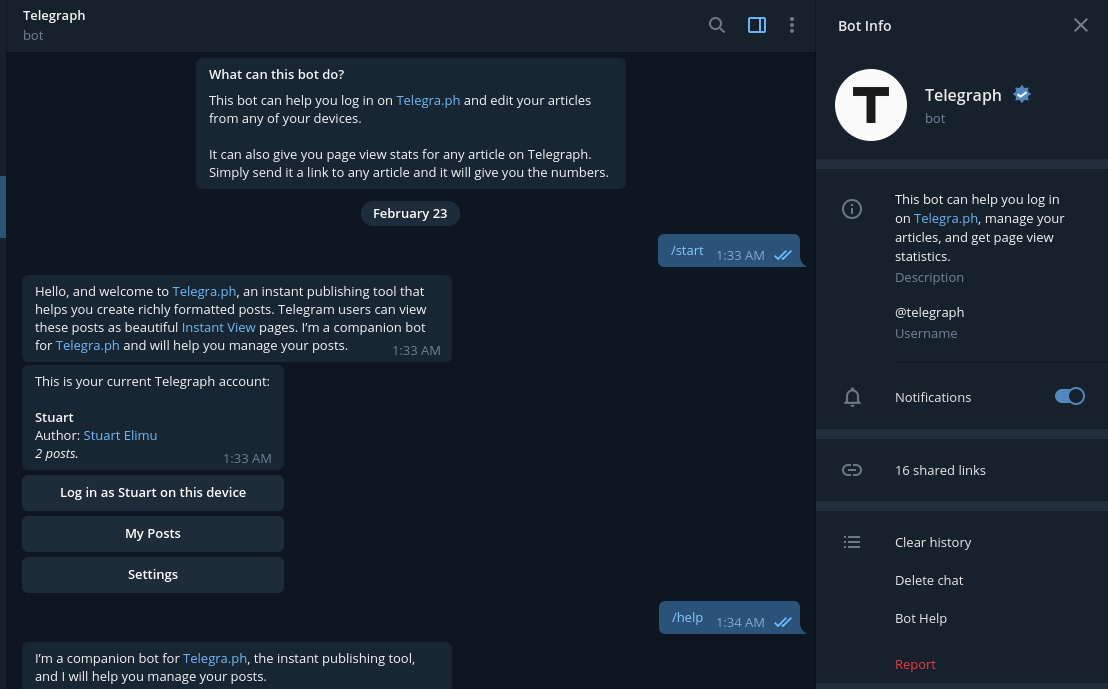 Telegraph
bot
What can this bot do?
This bot can help you log in on Telegra.ph and edit your articles
from any of your devices.
It can also give you page view stats for any article on Telegraph.
Simply send it a link to any article and it will give you the numbers.
February 23
/start 1:33 AM
Hello, and welcome to Telegra.ph, an instant publishing tool that
helps you create richly formatted posts. Telegram users can view
these posts as beautiful Instant View pages. I’m a companion bot
for Telegra.ph and will help you manage your posts. 1:33 AM
This is your current Telegraph account:
Stuart
Author: Stuart Elimu
2 posts. 1:33 AM
Log in as Stuart on this device
My Posts
Settings
/help 1:34 AM
I’m a companion bot for Telegra.ph, the instant publishing tool,
and I will help you manage your posts.
Bot Info
T
Telegraph
bot
This bot can help you log in
on Telegra.ph, manage your
articles, and get page view
statistics.
Description
@telegraph
Username
Notifications
16 shared links
Clear history
Delete chat
Bot Help
Report